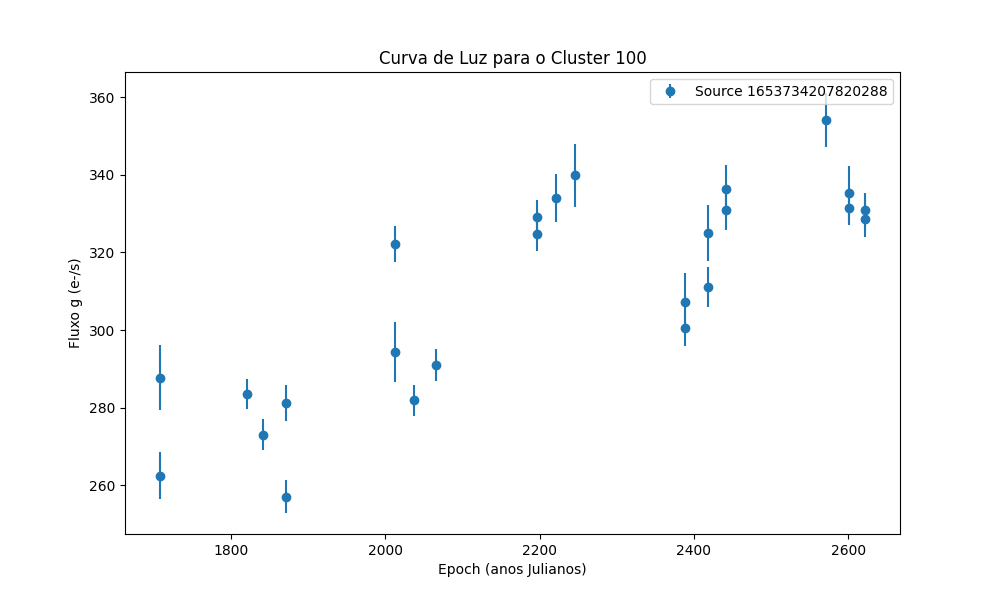 Curva de Luz para o Cluster 100
Source 1653734207820288
360
340
320
300
280
260
Fluxo g (e-/s)
1800 2000 2200 2400 2600
Epoch (anos Julianos)